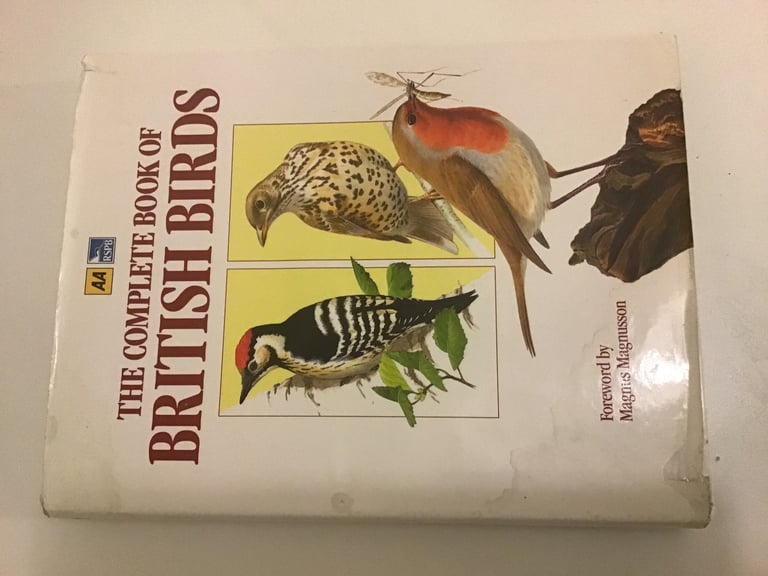 AA RSPB
THE COMPLETE BOOK OF
BRITISH BIRDS
Foreword by
Magnus Magnusson